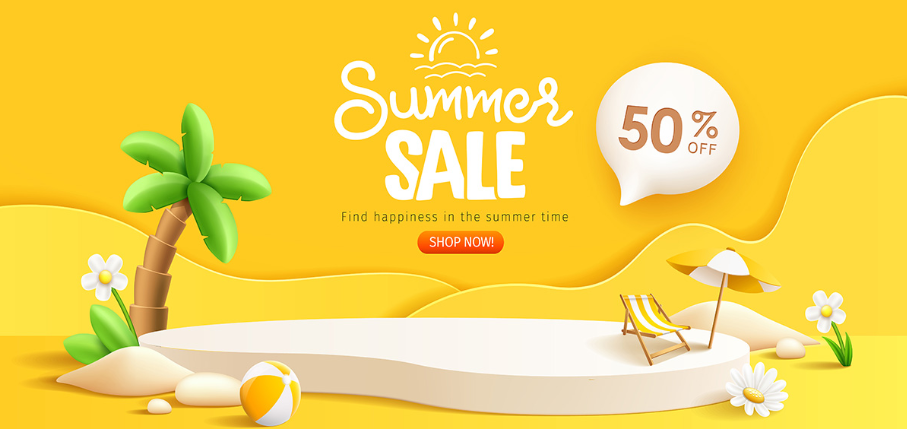 Summer
SALE
50%
OFF
Find happiness in the summer time
SHOP NOW!